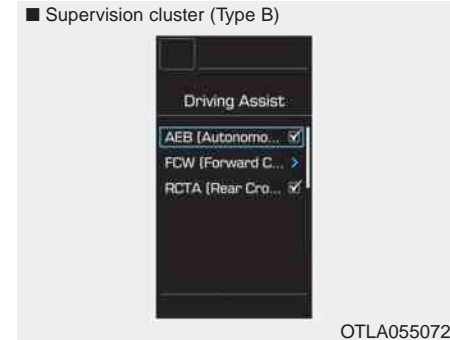 ■ Supervision cluster (Type B)
Driving Assist
AEB (Autonomo...
FCW (Forward C... >
RCTA (Rear Cro...
OTLA055072